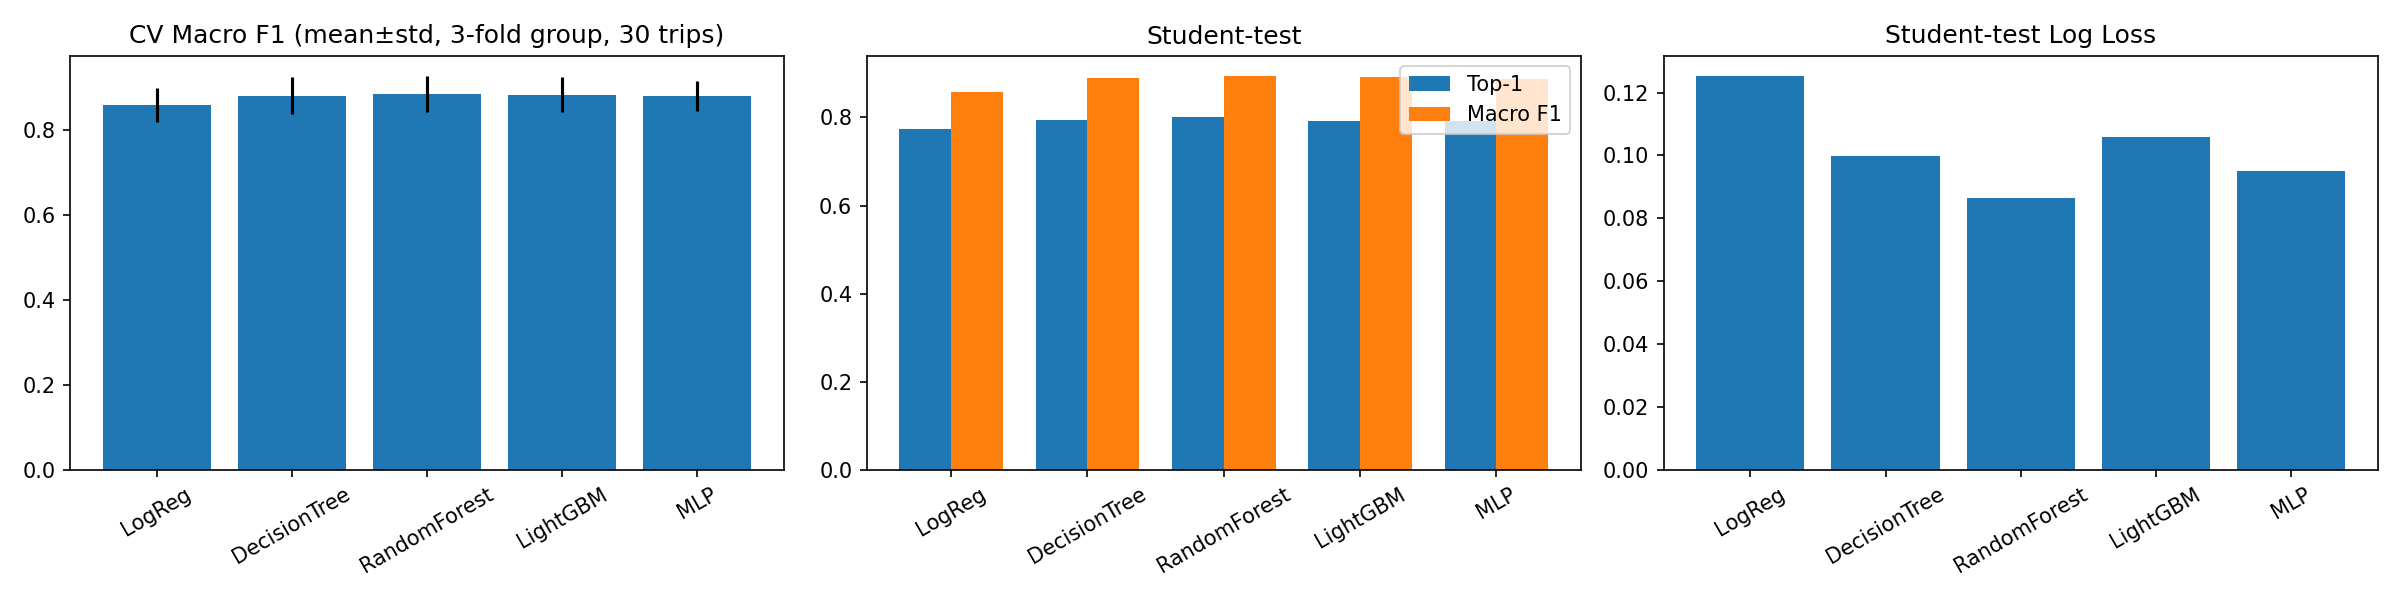 CV Macro F1 (mean±std, 3-fold group, 30 trips)
0.8
0.6
0.4
0.2
0.0
LogReg
DecisionTree
RandomForest
LightGBM
MLP
Student-test
Top-1
Macro F1
0.8
0.6
0.4
0.2
0.0
LogReg
DecisionTree
RandomForest
LightGBM
MLP
Student-test Log Loss
0.12
0.10
0.08
0.06
0.04
0.02
0.00
LogReg
DecisionTree
RandomForest
LightGBM
MLP